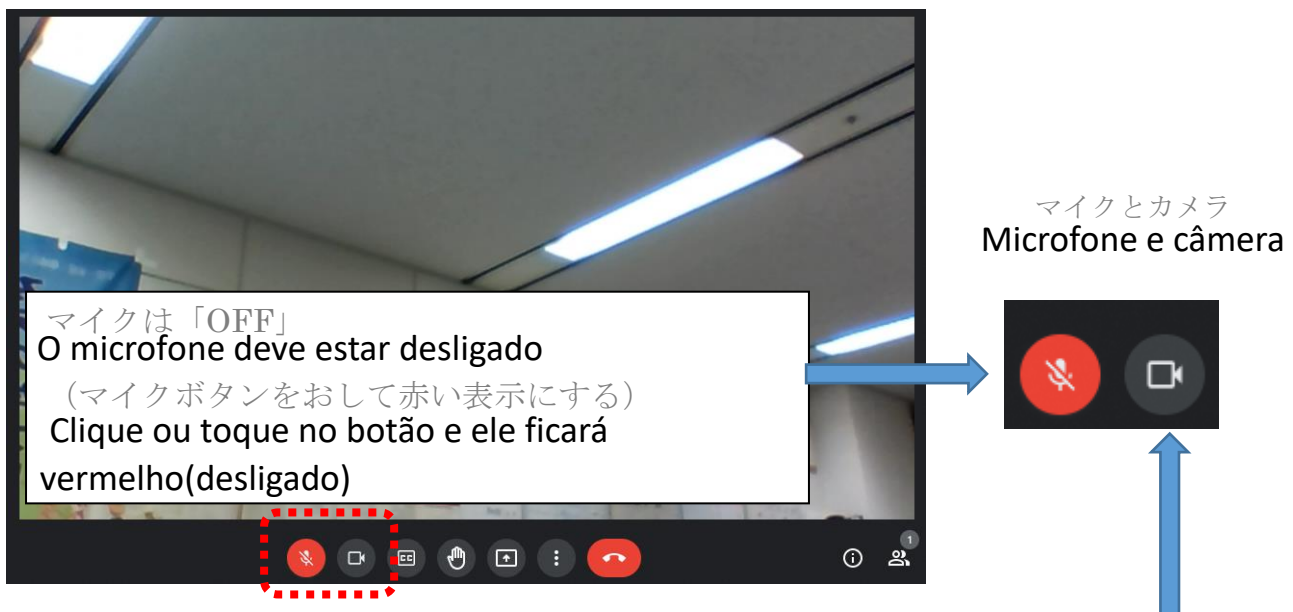 マイクとカメラ
Microfone e câmera
マイクは「OFF」
O microfone deve estar desligado
（マイクボタンをおして赤い表示にする）
Clique ou toque no botão e ele ficará
vermelho(desligado)
CC
1